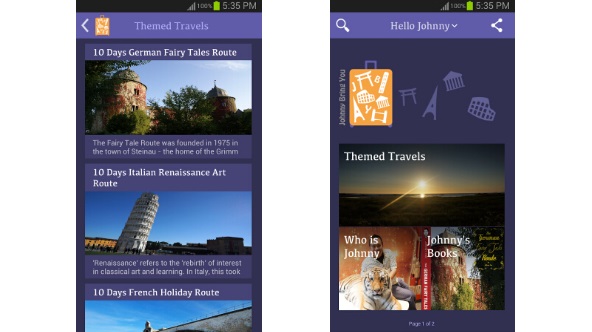 100% 5:35 PM
Themed Travels
10 Days German Fairy Tales Route
The Fairy Tale Route was founded in 1975 in
the town of Steinau - the home of the Grimm
10 Days Italian Renaissance Art
Route
'Renaissance' refers to the 'rebirth' of interest
in classical art and learning. In Italy, this took
10 Days French Holiday Route
100% 5:35 PM
Hello Johnny
Johnny Bring You
Themed Travels
Who is
Johnny
Johnny's
Books
Page 1 of 2